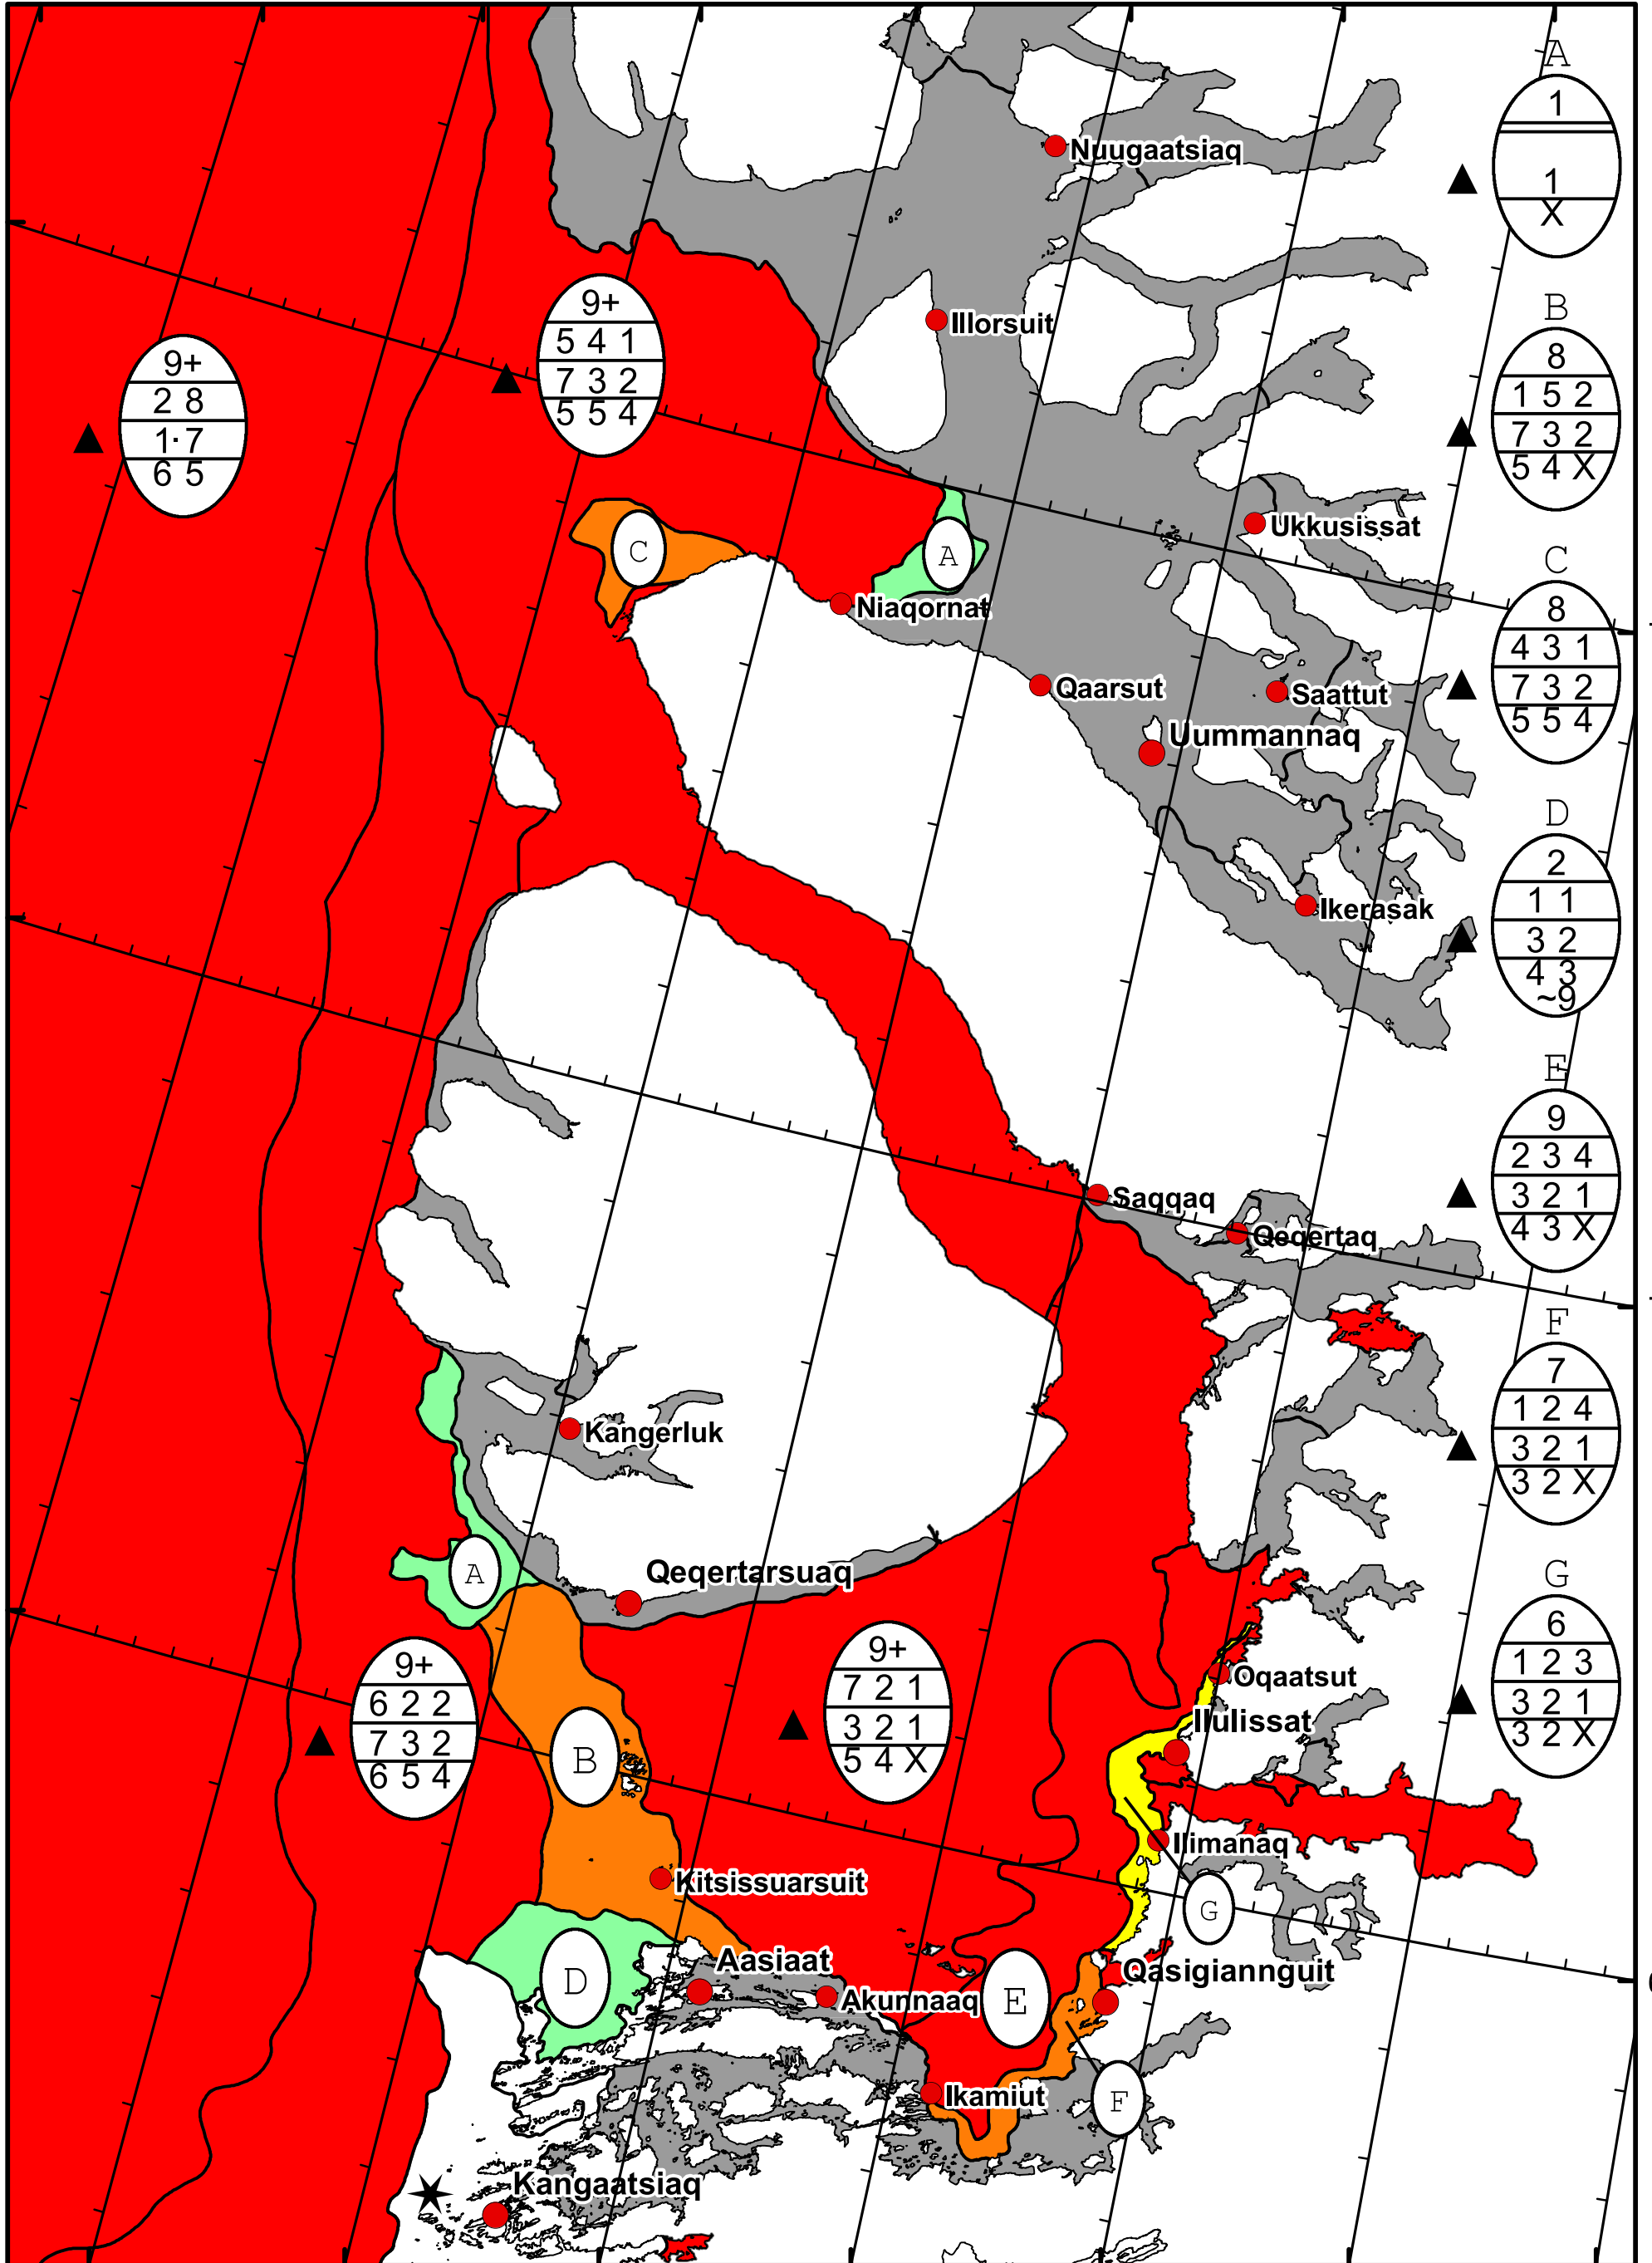 A
1
1
X
Nuugaatsiaq
9+
5 4 1
7 3 2
5 5 4
Illorsuit
B
8
1 5 2
7 3 2
5 4 X
9+
2 8
1· 7
6 5
Ukkusissat
C
A
Niaqornat
C
8
4 3 1
7 3 2
5 5 4
Qaarsut
Saattut
Uummannaq
D
2
1 1
3 2
4 3
~9
Ikerasak
E
9
2 3 4
3 2 1
4 3 X
Saqqaq
Qeqertaq
F
7
1 2 4
3 2 1
3 2 X
Kangerluk
A
Qeqertarsuaq
G
6
1 2 3
3 2 1
3 2 X
9+
6 2 2
7 3 2
6 5 4
9+
7 2 1
3 2 1
5 4 X
Oqaatsut
Ilulissat
B
Ilimanaq
Kitsissuarsuit
G
Aasiaat
Qasigiannguit
D
Akunnaaq
E
Ikamiut
F
Kangaatsiaq